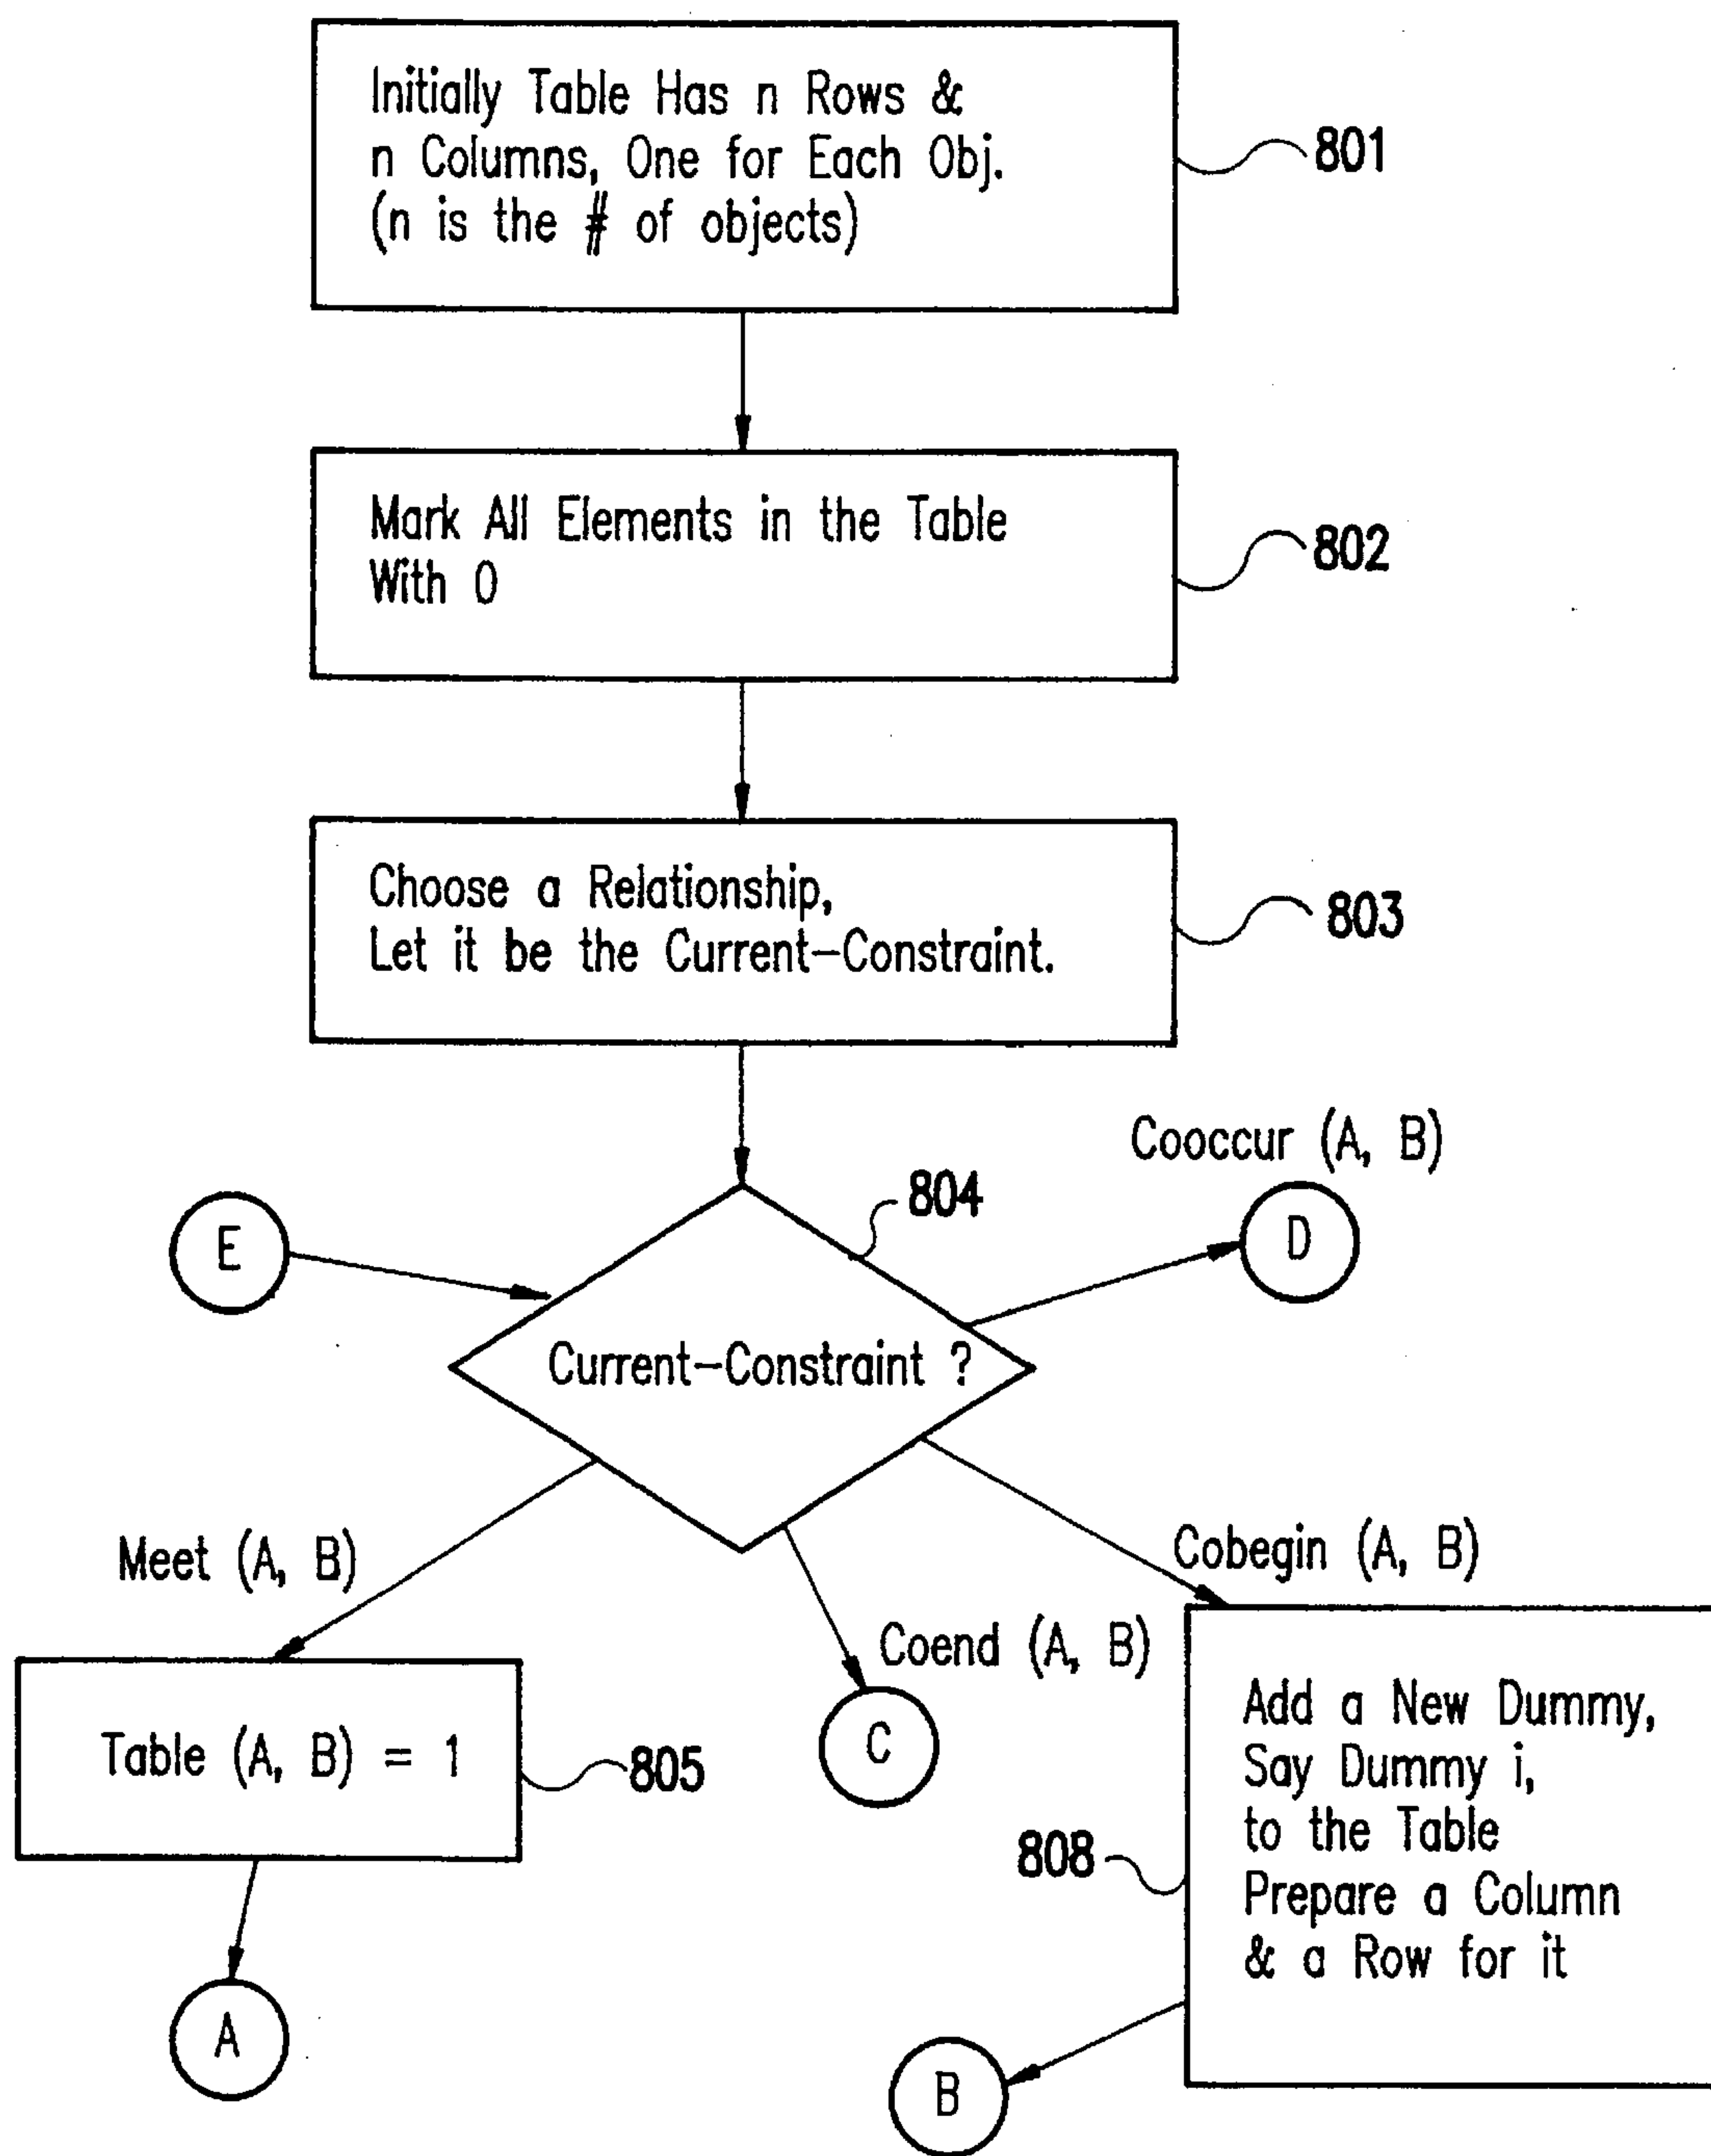 Initially Table Has n Rows &
n Columns, One for Each Obj.
(n is the # of objects)
801
Mark All Elements in the Table
With 0
802
Choose a Relationship,
Let it be the Current-Constraint.
803
Cooccur (A, B)
804
E
D
Current-Constraint ?
Meet (A, B)
Cobegin (A, B)
Coend (A, B)
Table (A, B) = 1
805
C
Add a New Dummy,
Say Dummy i,
to the Table
Prepare a Column
& a Row for it
808
A
B